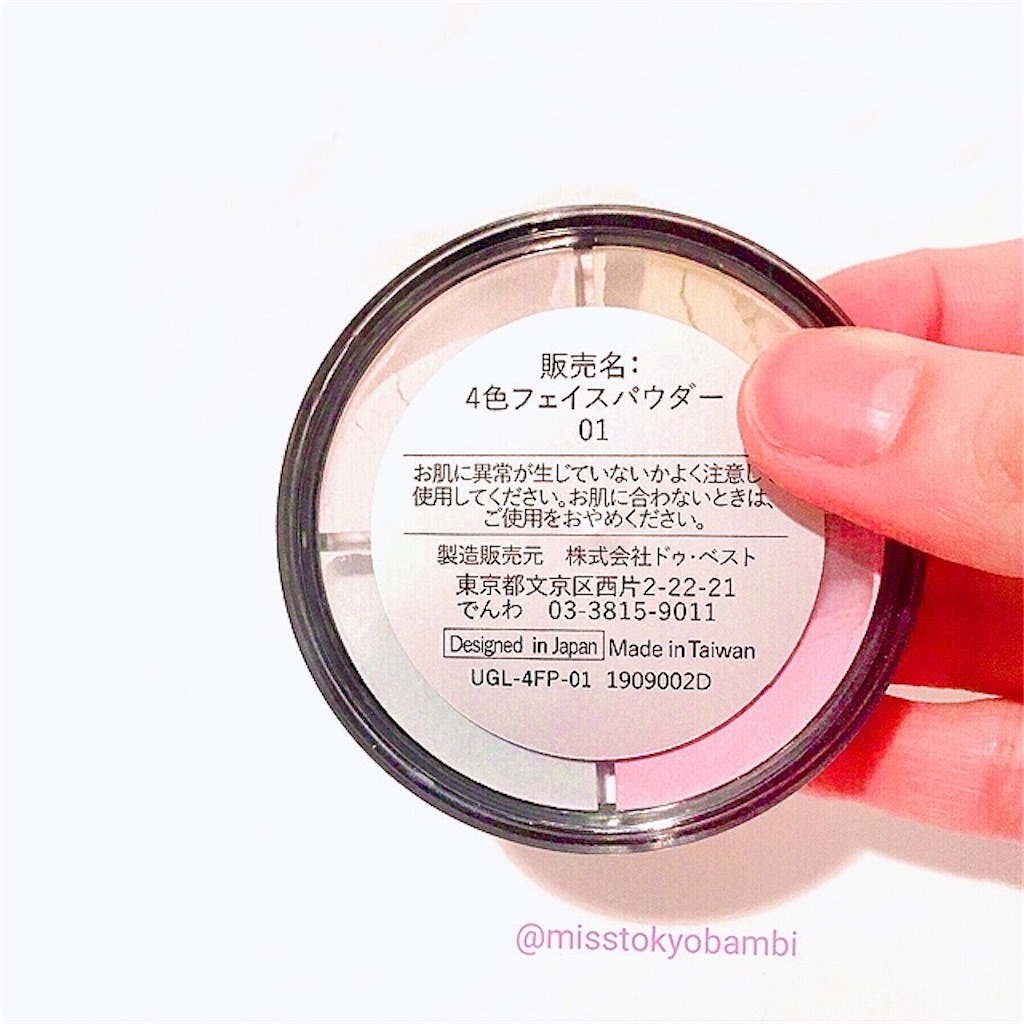 販売名：
4色フェイスパウダー
01
お肌に異常が生じていないかよく注意し
使用してください。お肌に合わないときは、
ご使用をおやめください。
製造販売元　株式会社ドゥ・ベスト
東京都文京区西片2-22-21
でんわ　03-3815-9011
Designed in Japan Made in Taiwan
UGL-4FP-01 1909002D
@misstokyobambi